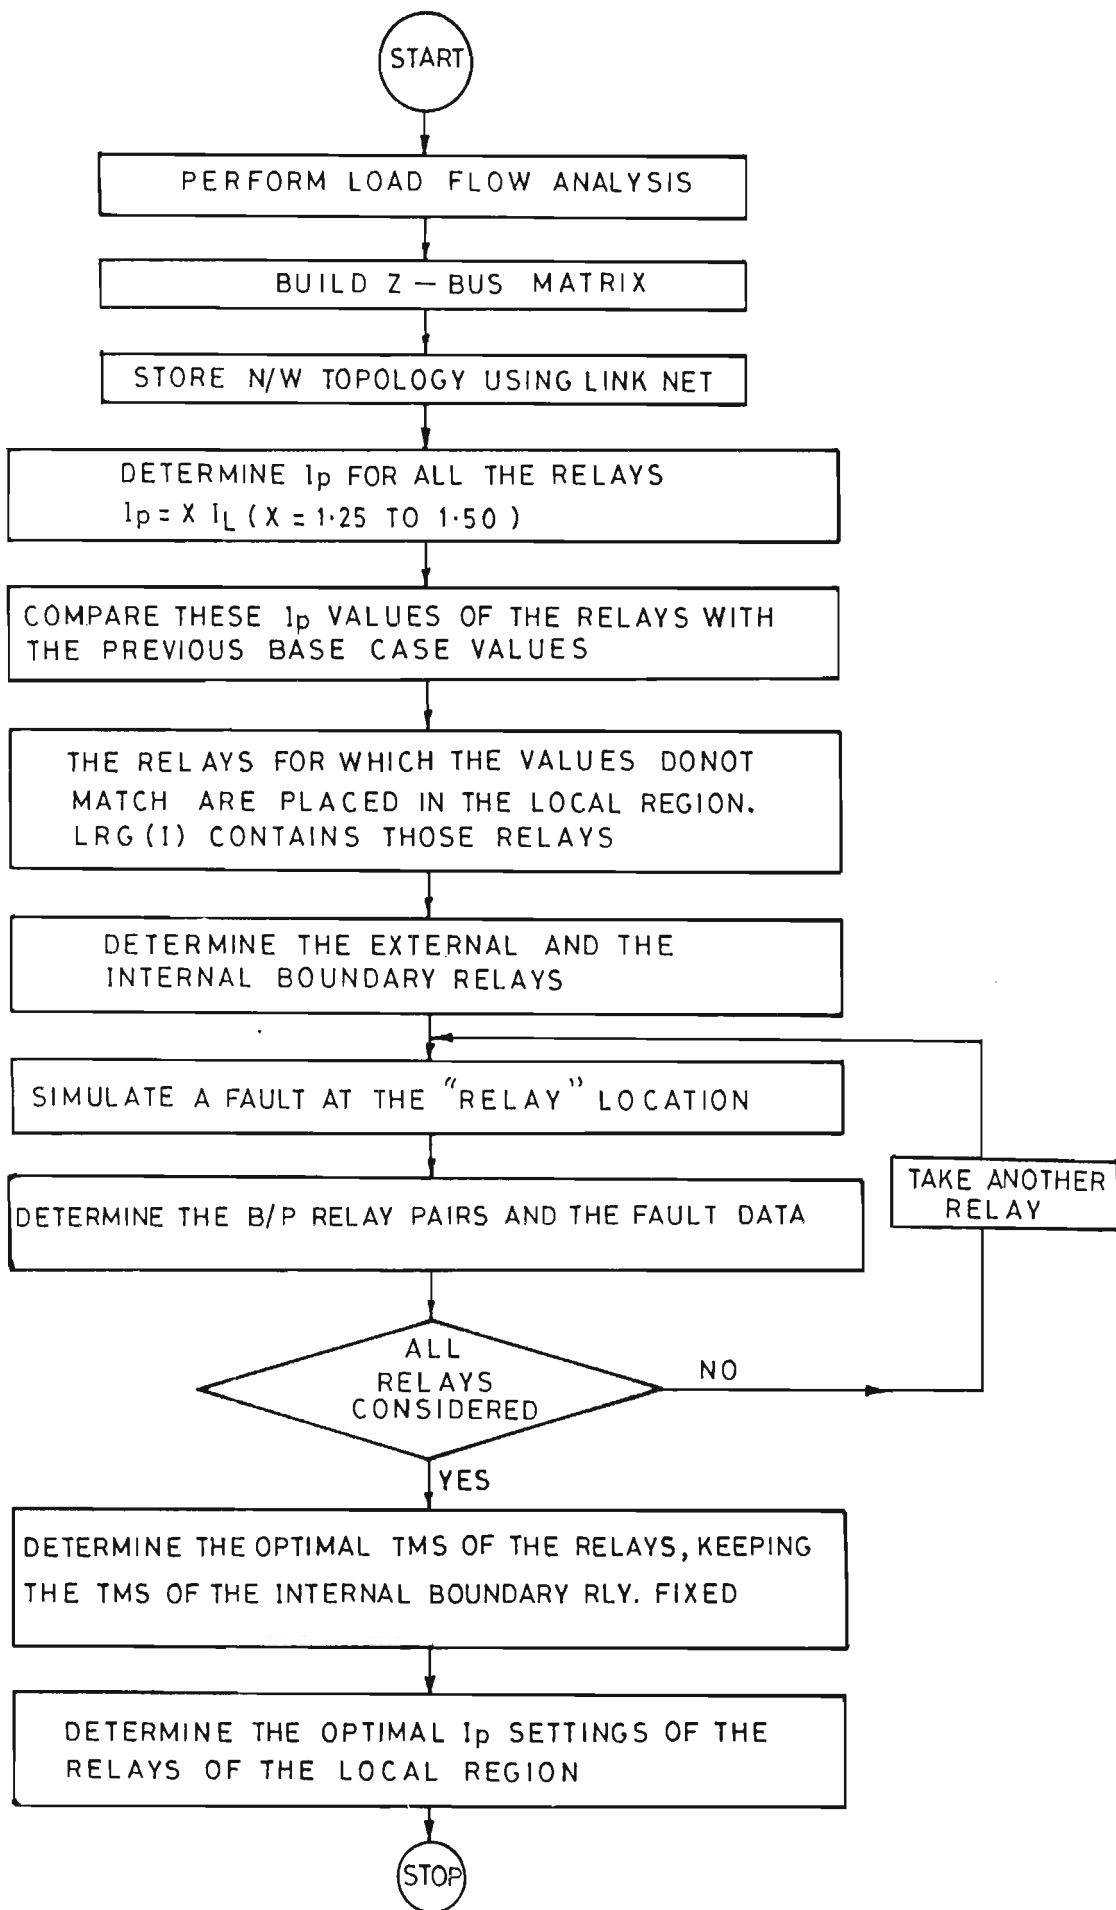 START
PERFORM LOAD FLOW ANALYSIS
BUILD Z — BUS MATRIX
STORE N/W TOPOLOGY USING LINK NET
DETERMINE Ip FOR ALL THE RELAYS
Ip = X IL ( X = 1·25 TO 1·50 )
COMPARE THESE Ip VALUES OF THE RELAYS WITH
THE PREVIOUS BASE CASE VALUES
THE RELAYS FOR WHICH THE VALUES DONOT
MATCH ARE PLACED IN THE LOCAL REGION.
LRG (I) CONTAINS THOSE RELAYS
DETERMINE THE EXTERNAL AND THE
INTERNAL BOUNDARY RELAYS
SIMULATE A FAULT AT THE “RELAY” LOCATION
TAKE ANOTHER
RELAY
DETERMINE THE B/P RELAY PAIRS AND THE FAULT DATA
ALL
RELAYS
CONSIDERED
NO
YES
DETERMINE THE OPTIMAL TMS OF THE RELAYS, KEEPING
THE TMS OF THE INTERNAL BOUNDARY RLY. FIXED
DETERMINE THE OPTIMAL Ip SETTINGS OF THE
RELAYS OF THE LOCAL REGION
STOP